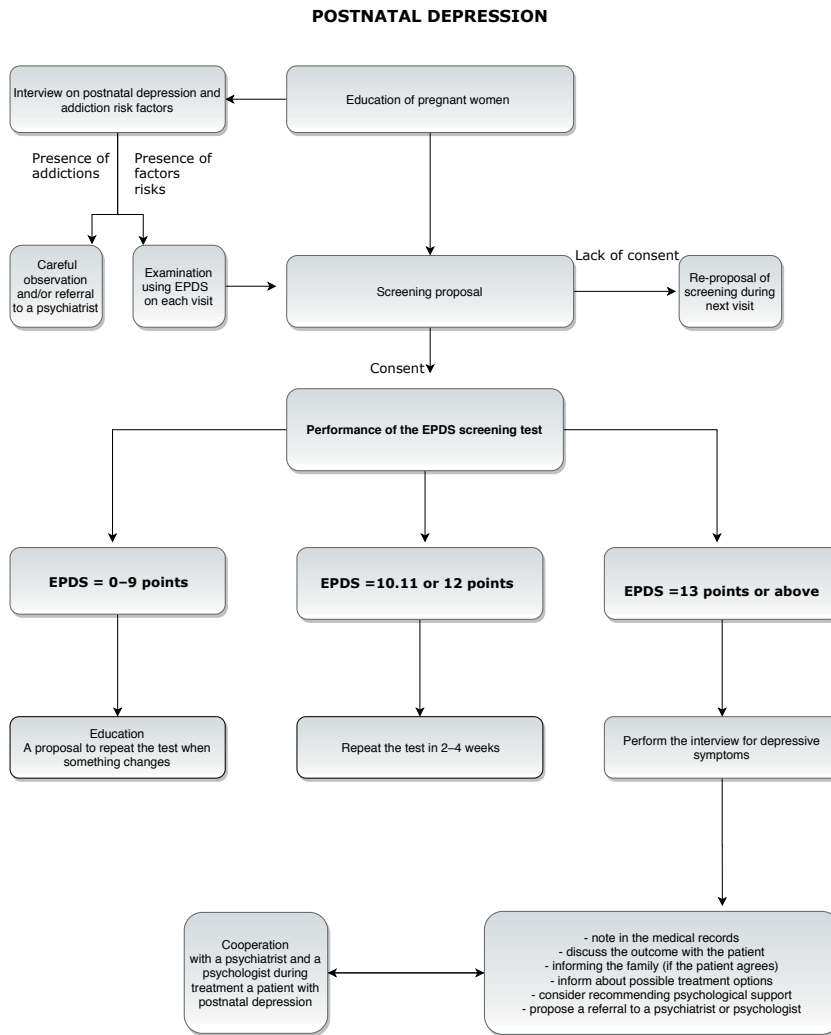 POSTNATAL DEPRESSION
Interview on postnatal depression and
addiction risk factors
Education of pregnant women
Presence of
addictions
Presence of
factors
risks
Careful
observation
and/or referral
to a psychiatrist
Examination
using EPDS
on each visit
Screening proposal
Lack of consent
Re-proposal of
screening during
next visit
Consent
Performance of the EPDS screening test
EPDS = 0–9 points
EPDS =10.11 or 12 points
EPDS =13 points or above
Education
A proposal to repeat the test when
something changes
Repeat the test in 2–4 weeks
Perform the interview for depressive
symptoms
Cooperation
with a psychiatrist and a
psychologist during
treatment a patient with
postnatal depression
- note in the medical records
- discuss the outcome with the patient
- informing the family (if the patient agrees)
- inform about possible treatment options
- consider recommending psychological support
- propose a referral to a psychiatrist or psychologist